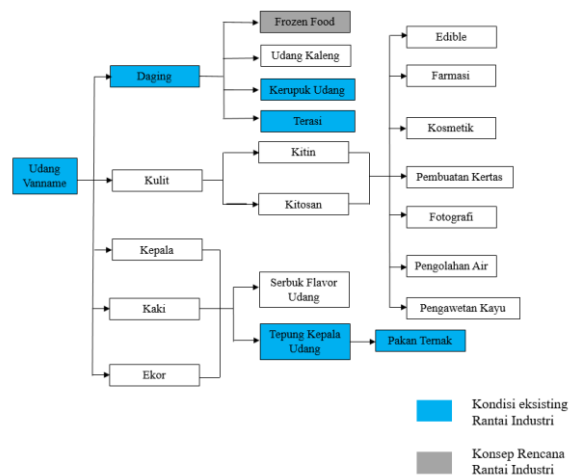 Frozen Food
Udang Kaleng
Kerupuk Udang
Terasi
Daging
Udang
Vanname
Kulit
Kitin
Kitosan
Kepala
Kaki
Ekor
Serbuk Flavor
Udang
Tepung Kepala
Udang
Pakan Ternak
Edible
Farmasi
Kosmetik
Pembuatan Kertas
Fotografi
Pengolahan Air
Pengawetan Kayu
Kondisi eksisting
Rantai Industri
Konsep Rencana
Rantai Industri